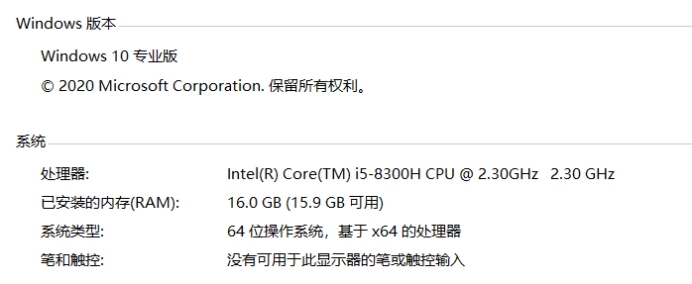 Windows 版本
Windows 10 专业版
© 2020 Microsoft Corporation. 保留所有权利。
系统
处理器: Intel(R) Core(TM) i5-8300H CPU @ 2.30GHz 2.30 GHz
已安装的内存(RAM): 16.0 GB (15.9 GB 可用)
系统类型: 64 位操作系统，基于 x64 的处理器
笔和触控: 没有可用于此显示器的笔或触控输入